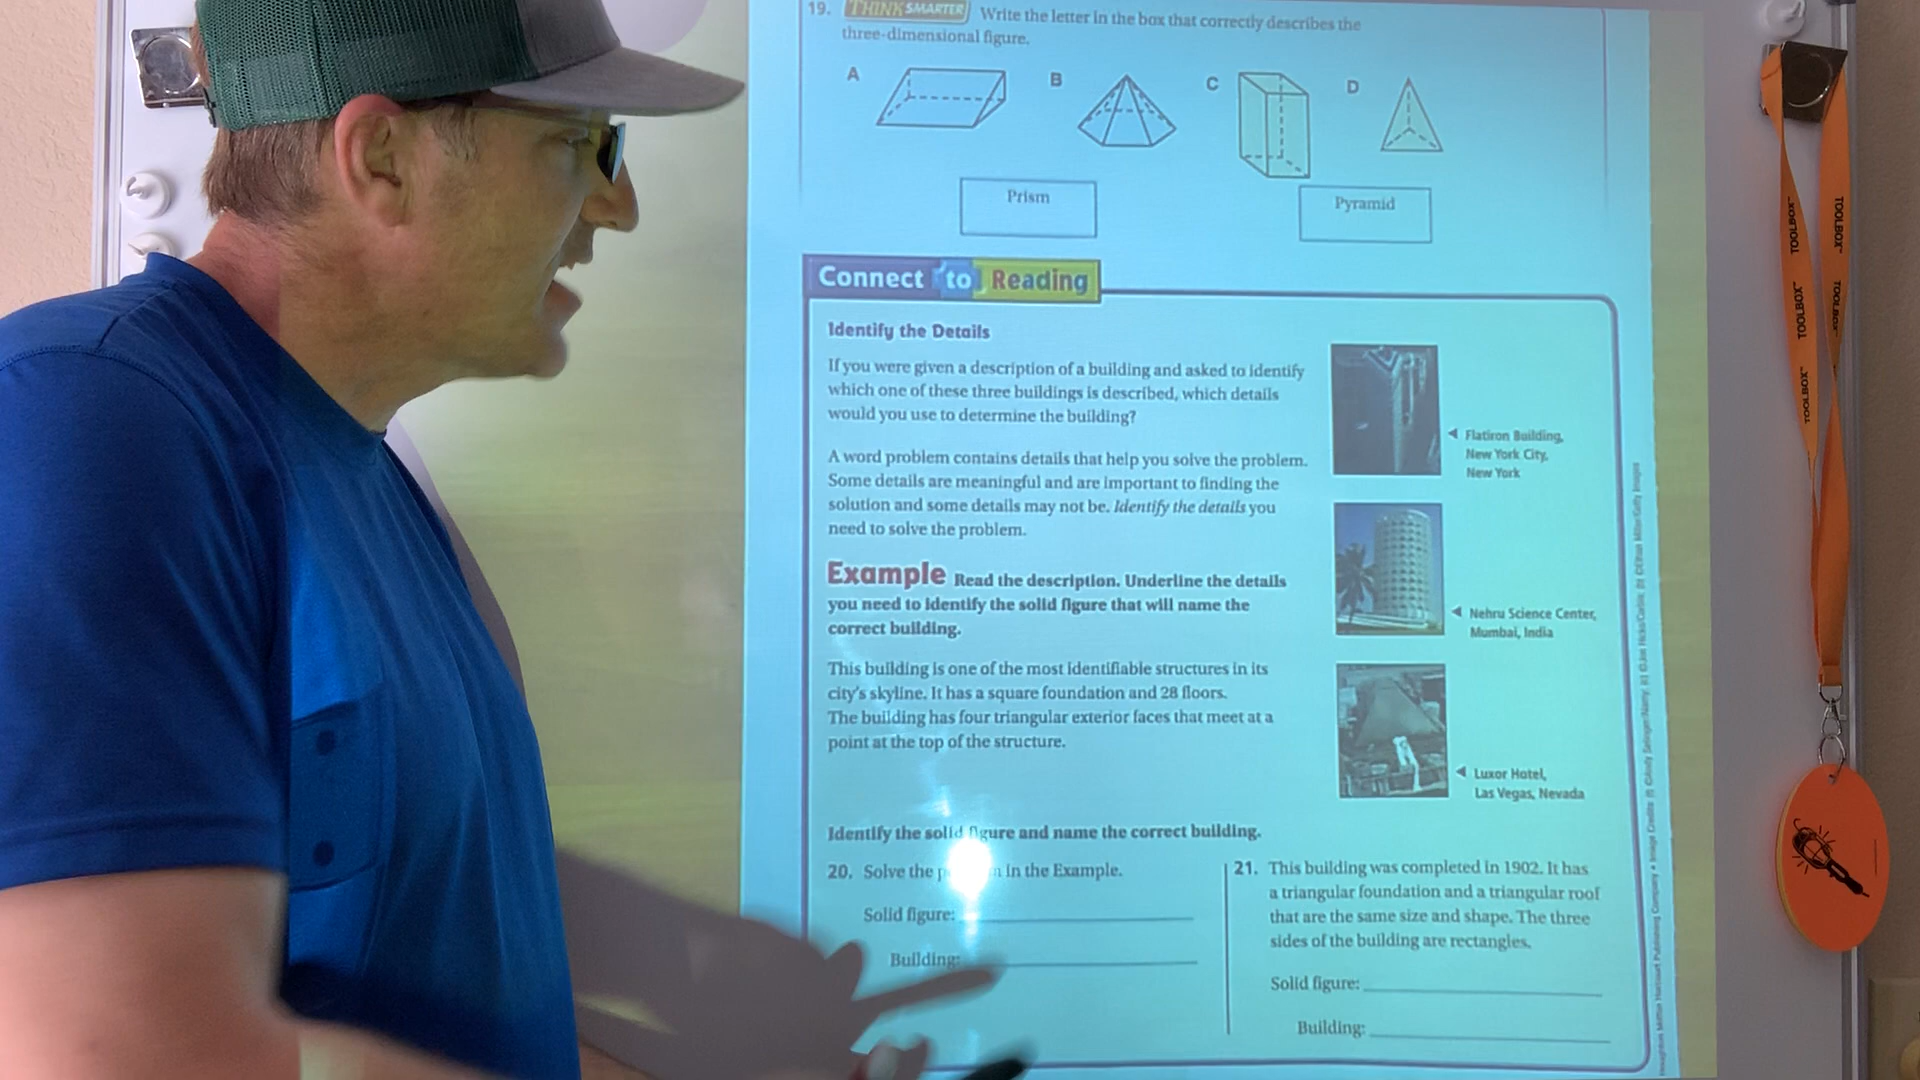 19. THINK SMARTER Write the letter in the box that correctly describes the
three-dimensional figure.
A B C D
Prism Pyramid
Connect to Reading
Identify the Details
If you were given a description of a building and asked to identify
which one of these three buildings is described, which details
would you use to determine the building?
A word problem contains details that help you solve the problem.
Some details are meaningful and are important to finding the
solution and some details may not be. Identify the details you
need to solve the problem.
Example Read the description. Underline the details
you need to identify the solid figure that will name the
correct building.
This building is one of the most identifiable structures in its
city's skyline. It has a square foundation and 28 floors.
The building has four triangular exterior faces that meet at a
point at the top of the structure.
◀ Flatiron Building,
New York City,
New York
◀ Nehru Science Center,
Mumbai, India
◀ Luxor Hotel,
Las Vegas, Nevada
Identify the solid figure and name the correct building.
20. Solve the in the Example.
Solid figure:
Building:
21. This building was completed in 1902. It has
a triangular foundation and a triangular roof
that are the same size and shape. The three
sides of the building are rectangles.
Solid figure:
Building:
Houghton Mifflin Harcourt Publishing Company
TOOLBOX™
TOOLBOX™
TOOLBOX™
TOOLBOX™
TOOLBOX™